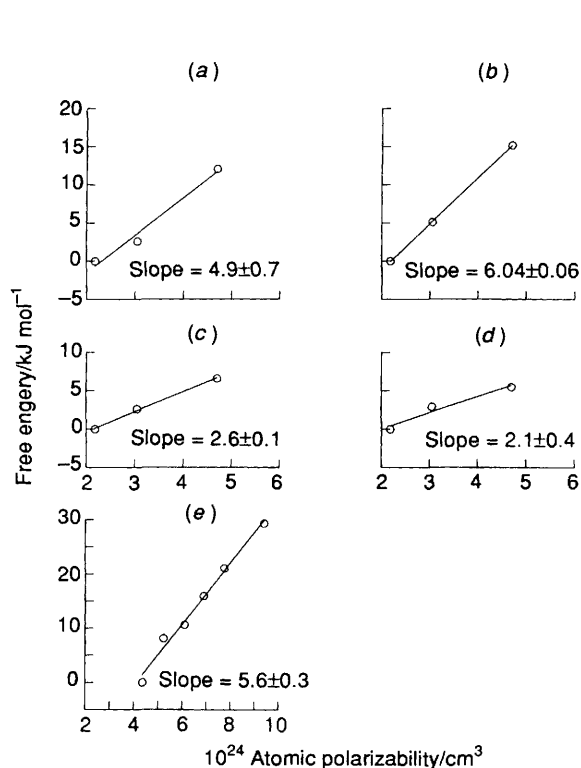 (a)
(b)
20
15
10
5
0
−5
Slope = 4.9±0.7
Slope = 6.04±0.06
(c)
(d)
10
5
0
−5
Slope = 2.6±0.1
Slope = 2.1±0.4
2 3 4 5 6
2 3 4 5 6
Free engery/kJ mol−1
(e)
30
20
10
0
Slope = 5.6±0.3
2 4 6 8 10
10²⁴ Atomic polarizability/cm³